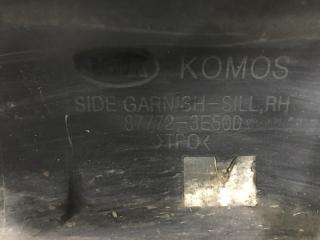 KOMOS
SIDE GARNISH-SILL,RH
87772-3E500
>TPO<